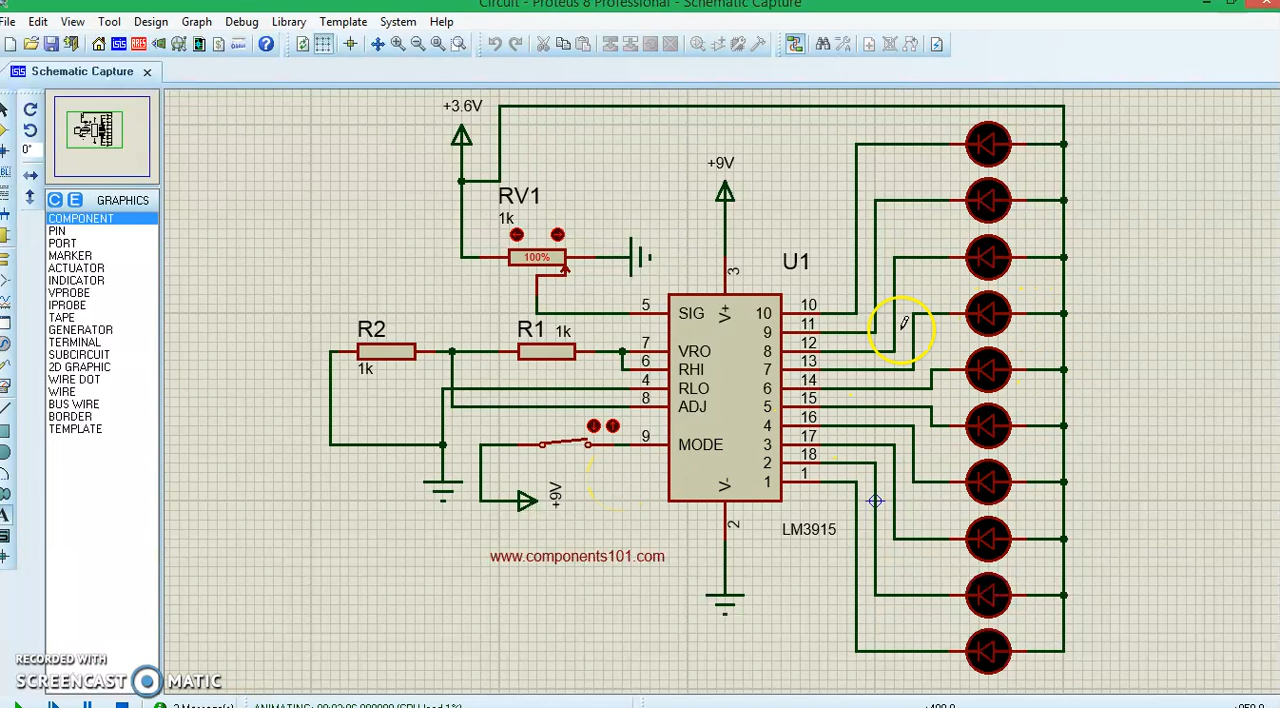 Circuit - Proteus 8 Professional - Schematic Capture
File Edit View Tool Design Graph Debug Library Template System Help
Schematic Capture
0°
C E GRAPHICS
COMPONENT
PIN
PORT
MARKER
ACTUATOR
INDICATOR
VPROBE
IPROBE
TAPE
GENERATOR
TERMINAL
SUBCIRCUIT
2D GRAPHIC
WIRE DOT
WIRE
BUS WIRE
BORDER
TEMPLATE
+3.6V
RV1
1k
100%
+9V
3
V+
U1
R2
1k
R1 1k
5 SIG
7 VRO
6 RHI
4 RLO
8 ADJ
9 MODE
10 10
9 11
8 12
7 13
6 14
5 15
4 16
3 17
2 18
1 1
+9V
V-
2
LM3915
www.components101.com
RECORDED WITH
SCREENCAST MATIC